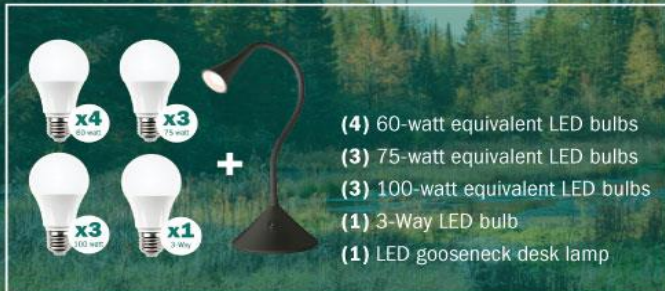 x4
60-watt
x3
75-watt
x3
100 watt
x1
3-Way
+
(4) 60-watt equivalent LED bulbs
(3) 75-watt equivalent LED bulbs
(3) 100-watt equivalent LED bulbs
(1) 3-Way LED bulb
(1) LED gooseneck desk lamp